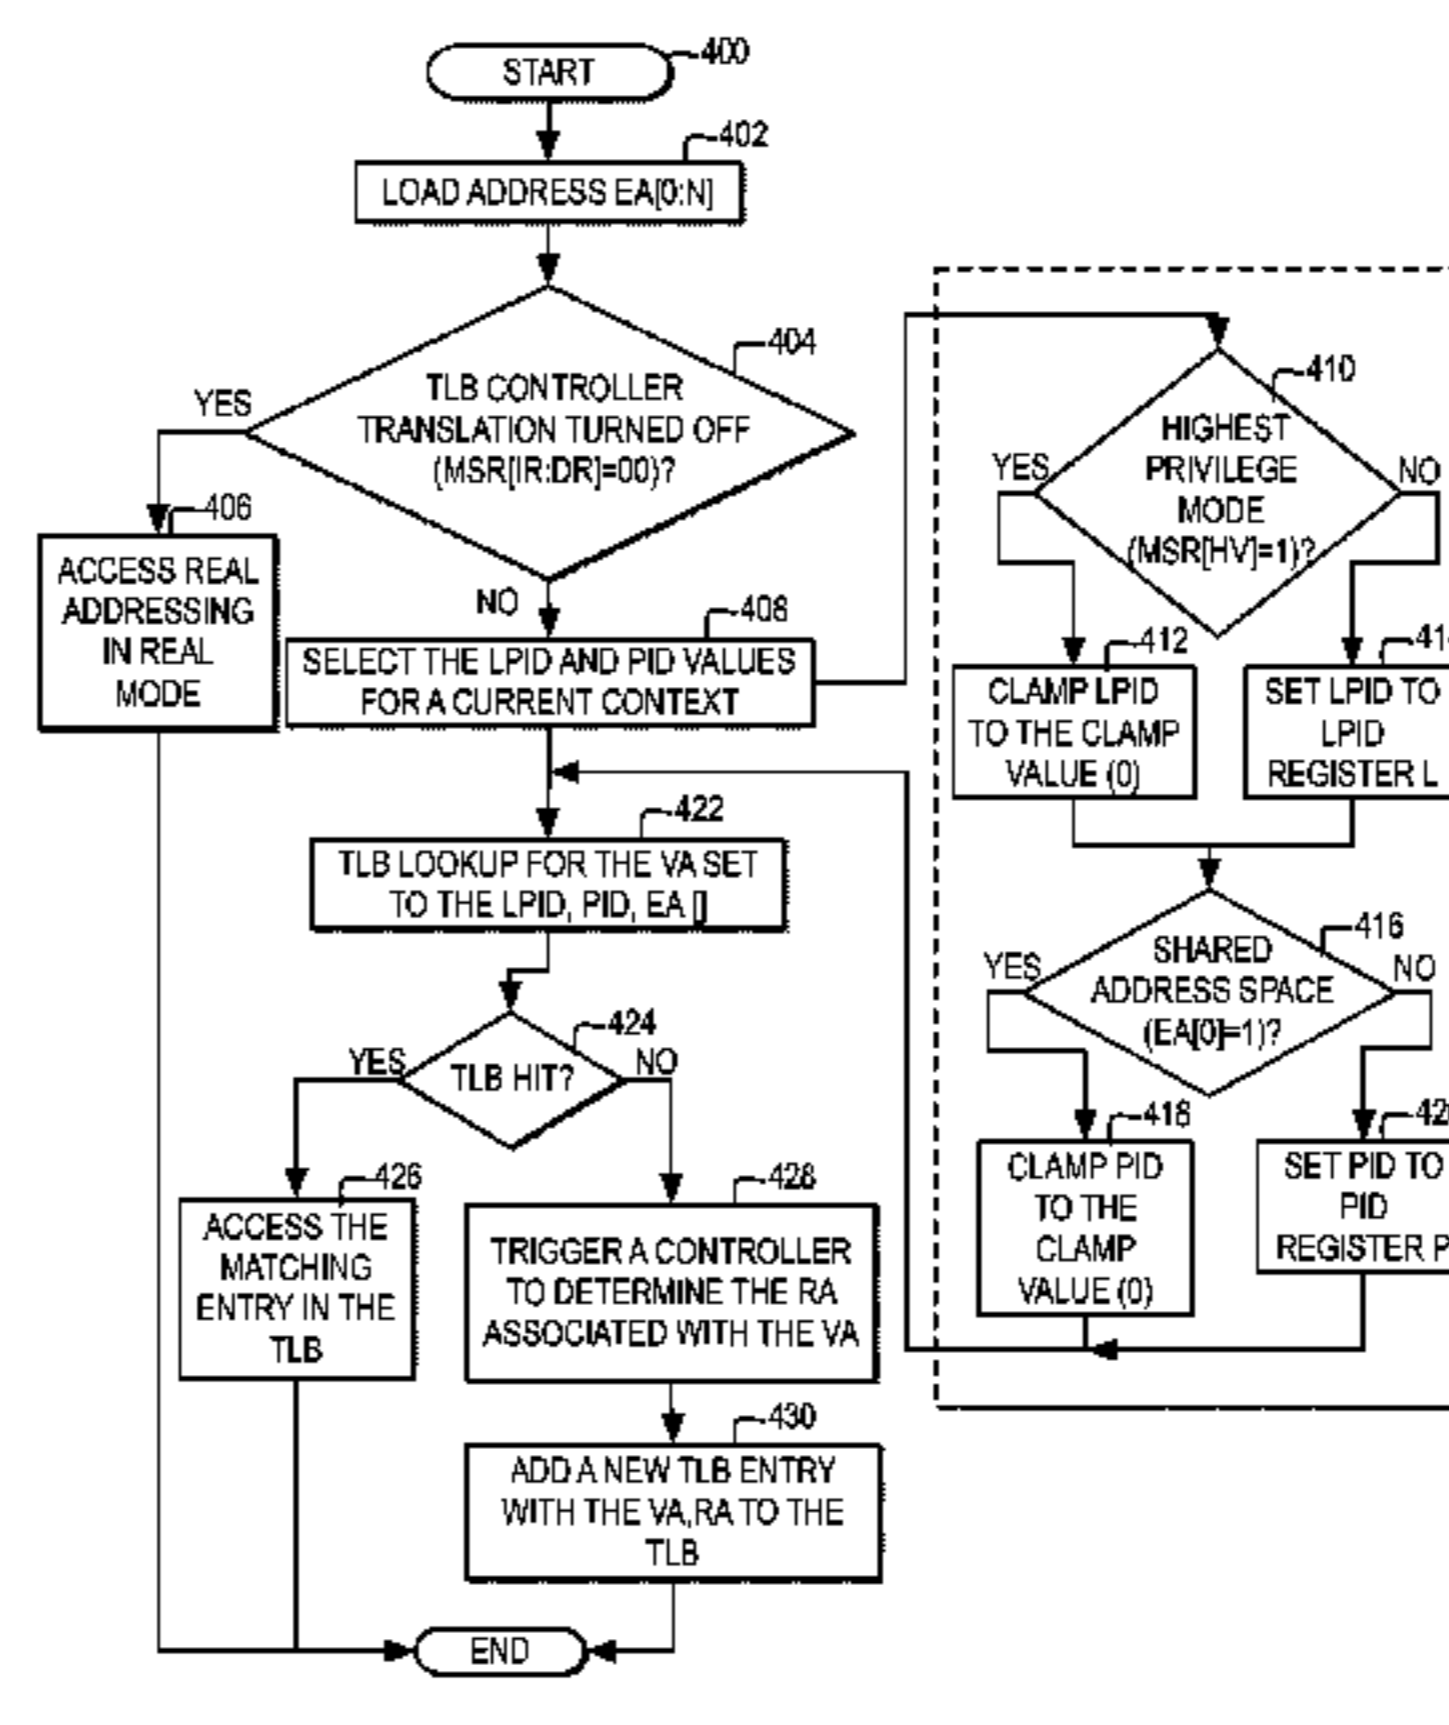 400
START
402
LOAD ADDRESS EA[0:N]
404
TLB CONTROLLER
TRANSLATION TURNED OFF
(MSR[IR:DR]=00)?
YES
NO
406
ACCESS REAL
ADDRESSING
IN REAL
MODE
408
SELECT THE LPID AND PID VALUES
FOR A CURRENT CONTEXT
410
HIGHEST
PRIVILEGE
MODE
(MSR[HV]=1)?
YES
NO
412
CLAMP LPID
TO THE CLAMP
VALUE (0)
SET LPID TO
LPID
REGISTER L
416
SHARED
ADDRESS SPACE
(EA[0]=1)?
YES
NO
418
CLAMP PID
TO THE
CLAMP
VALUE (0)
SET PID TO
PID
REGISTER P
422
TLB LOOKUP FOR THE VA SET
TO THE LPID, PID, EA []
424
TLB HIT?
YES
NO
426
ACCESS THE
MATCHING
ENTRY IN THE
TLB
428
TRIGGER A CONTROLLER
TO DETERMINE THE RA
ASSOCIATED WITH THE VA
430
ADD A NEW TLB ENTRY
WITH THE VA,RA TO THE
TLB
END